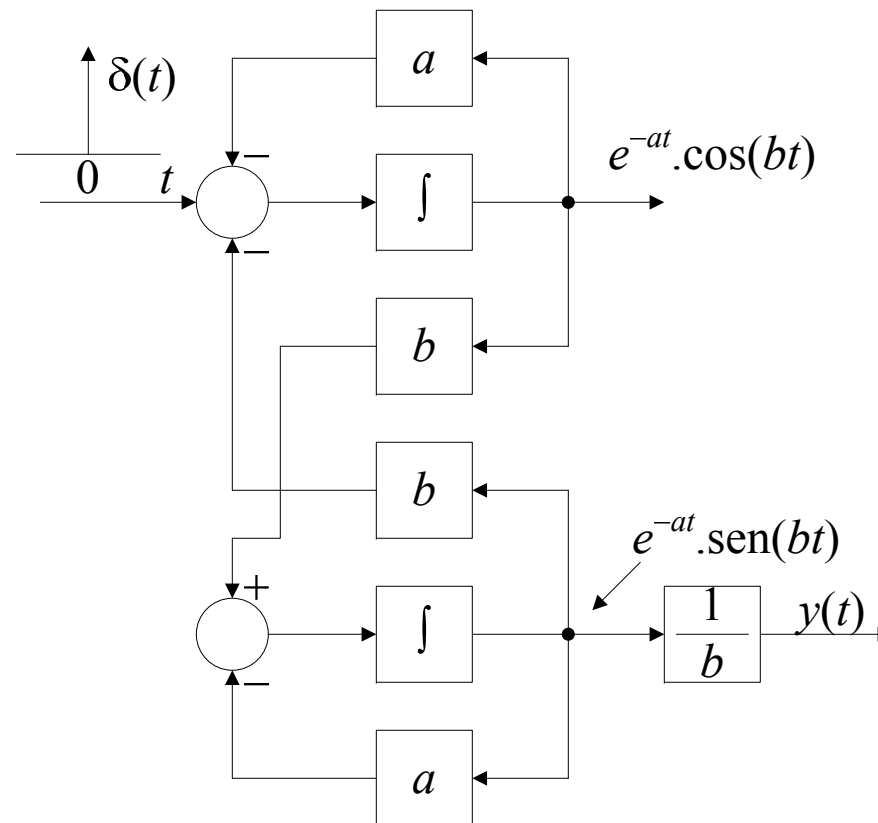 a
δ(t)
−
0
t
∫
e^{−at}.cos(bt)
−
b
b
e^{−at}.sen(bt)
+
∫
1/b
y(t)
−
a